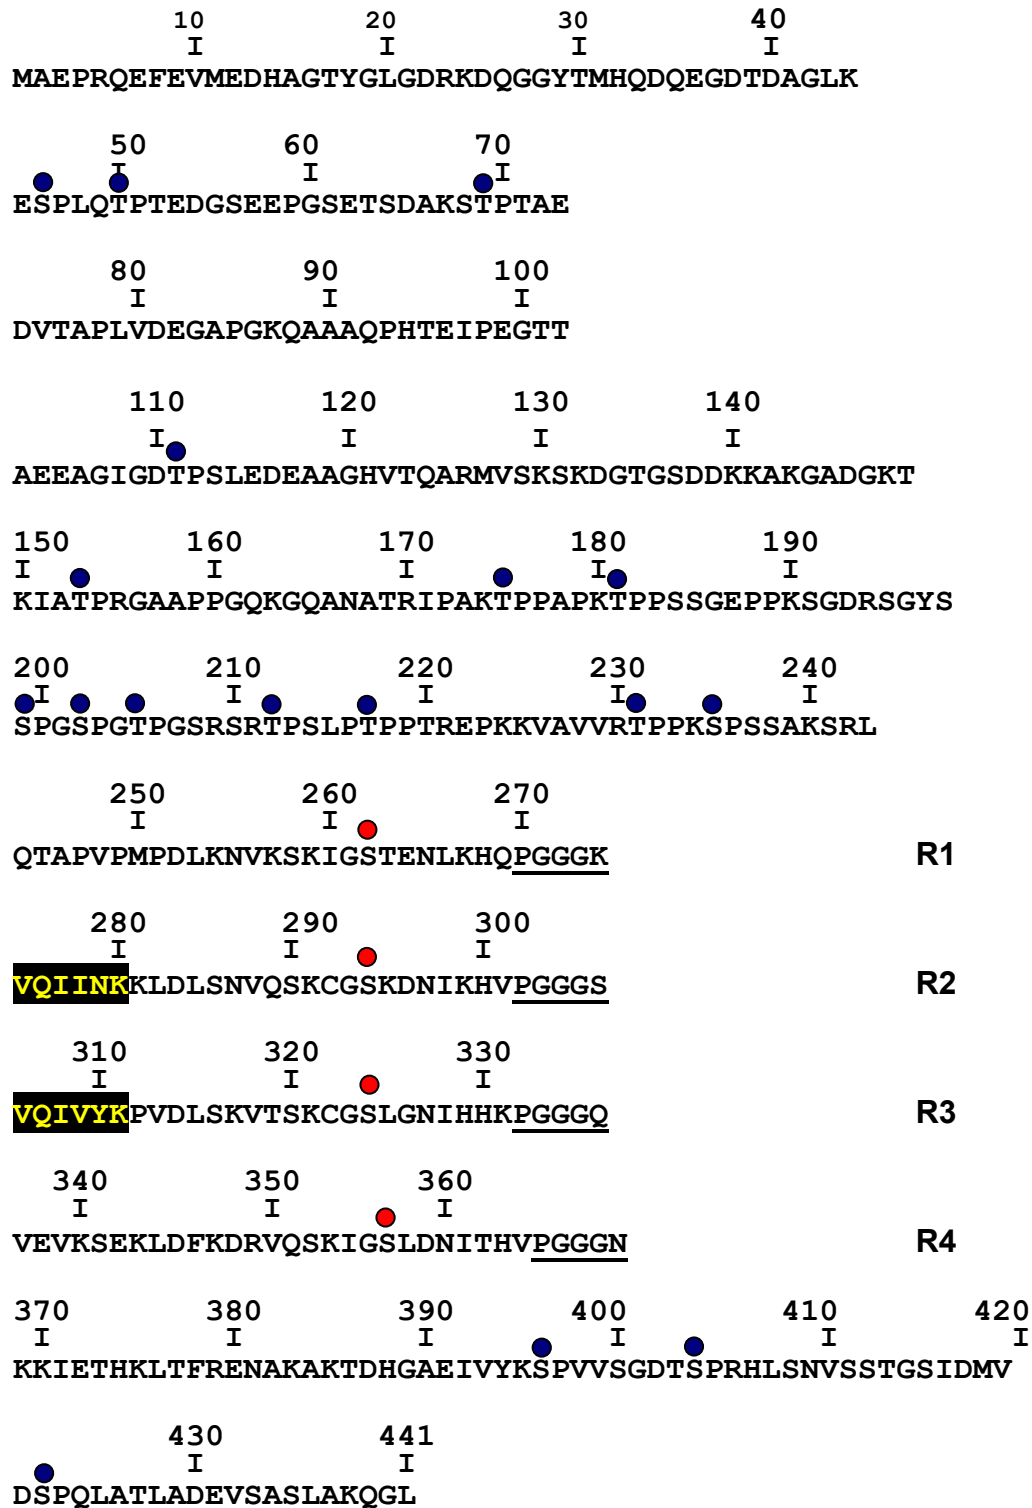 10 20 30 40
I I I I
MAEPRQEFEVMEDHAGTYGLGDRKDQGGYTMHQDQEGDTDAGLK
50 60 70
I I I
ESPLQTPTEDGSEEPGSETSDAKSTPTAE
80 90 100
I I I
DVTAPLVDEGAPGKQAAAQPHTEIPEGTT
110 120 130 140
I I I I
AEEAGIGDTPSLEDEAAGHVTQARMVSKSKDGTGSDDKKAKGADGKT
150 160 170 180 190
I I I I I
KIATPRGAAPPGQKGQANATRIPAKTPPAPKTPPSSGEPPKSGDRSGYS
200 210 220 230 240
I I I I I
SPGSPGTPGSRSRTPSLPTPPTREPKKVAVVRTPPKSPSSAKSRL
250 260 270
I I I
QTAPVPMPDLKNVKSKIGSTENLKHQPGGGK R1
280 290 300
I I I
VQIINKKLDLSNVQSKCGSKDNIKHVPGGGS R2
310 320 330
I I I
VQIVYKPVDLSKVTSKCGSLGNIHHKPGGGQ R3
340 350 360
I I I
VEVKSEKLDFKDRVQSKIGSLDNITHVPGGGN R4
370 380 390 400 410 420
I I I I I I
KKIETHKLTFRENAKAKTDHGAEIVYKSPVVSGDTSPRHLSNVSSTGSIDMV
430 441
I I
DSPQLATLADEVSASLAKQGL